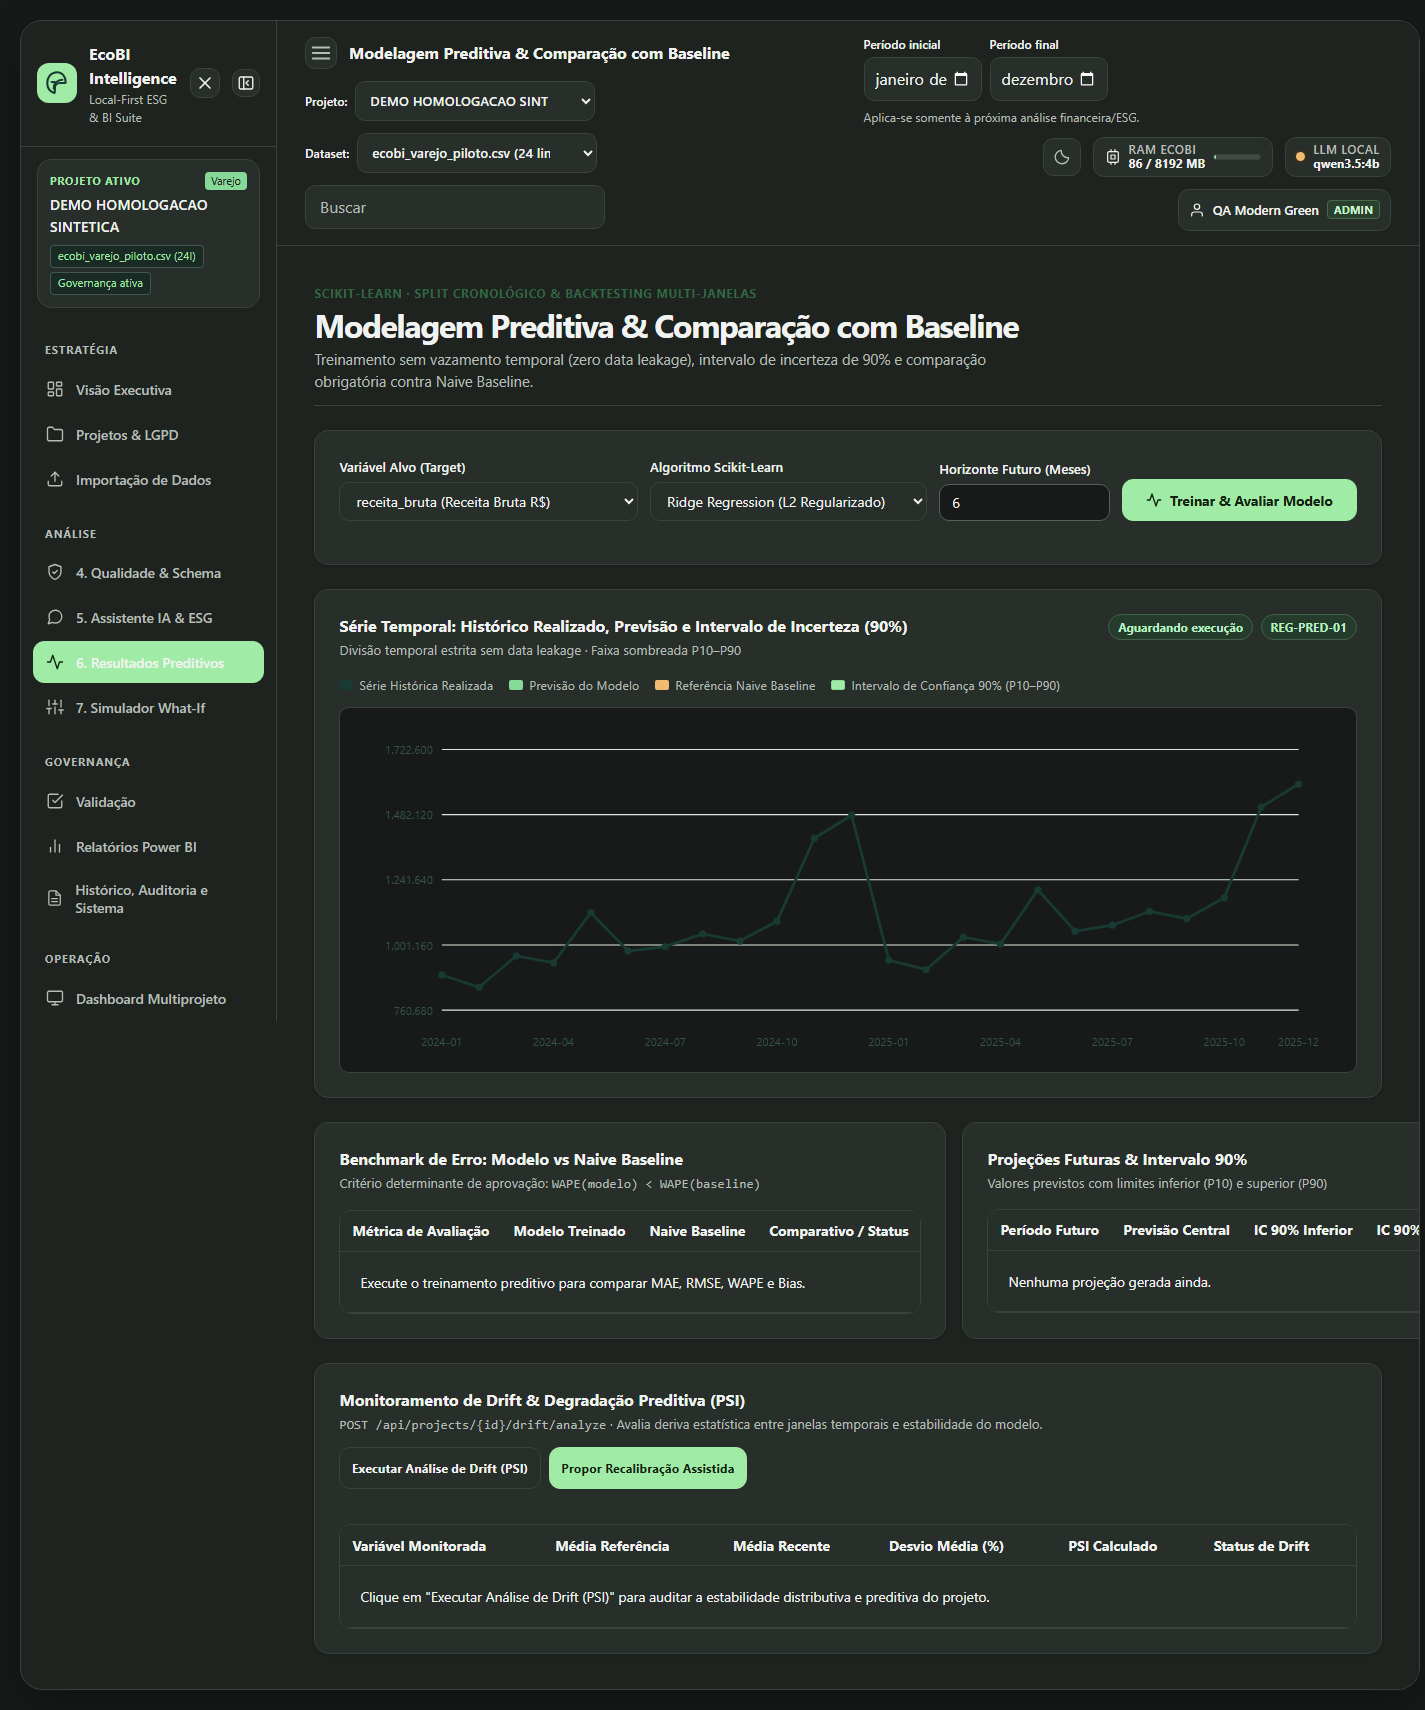 EcoBI
Intelligence
Local-First ESG
& BI Suite
PROJETO ATIVO
Varejo
DEMO HOMOLOGACAO
SINTETICA
ecobi_varejo_piloto.csv (24l)
Governança ativa
ESTRATÉGIA
Visão Executiva
Projetos & LGPD
Importação de Dados
ANÁLISE
4. Qualidade & Schema
5. Assistente IA & ESG
6. Resultados Preditivos
7. Simulador What-If
GOVERNANÇA
Validação
Relatórios Power BI
Histórico, Auditoria e
Sistema
OPERAÇÃO
Dashboard Multiprojeto
Modelagem Preditiva & Comparação com Baseline
Projeto: DEMO HOMOLOGACAO SINT
Dataset: ecobi_varejo_piloto.csv (24 lin
Buscar
Período inicial
Período final
janeiro de
dezembro
Aplica-se somente à próxima análise financeira/ESG.
RAM ECOBI
86 / 8192 MB
LLM LOCAL
qwen3.5:4b
QA Modern Green ADMIN
SCIKIT-LEARN · SPLIT CRONOLÓGICO & BACKTESTING MULTI-JANELAS
Modelagem Preditiva & Comparação com Baseline
Treinamento sem vazamento temporal (zero data leakage), intervalo de incerteza de 90% e comparação
obrigatória contra Naive Baseline.
Variável Alvo (Target)
receita_bruta (Receita Bruta R$)
Algoritmo Scikit-Learn
Ridge Regression (L2 Regularizado)
Horizonte Futuro (Meses)
6
Treinar & Avaliar Modelo
Série Temporal: Histórico Realizado, Previsão e Intervalo de Incerteza (90%)
Divisão temporal estrita sem data leakage · Faixa sombreada P10–P90
Aguardando execução
REG-PRED-01
Série Histórica Realizada
Previsão do Modelo
Referência Naive Baseline
Intervalo de Confiança 90% (P10–P90)
1.722.600
1.482.120
1.241.640
1.001.160
760.680
2024-01
2024-04
2024-07
2024-10
2025-01
2025-04
2025-07
2025-10
2025-12
Benchmark de Erro: Modelo vs Naive Baseline
Critério determinante de aprovação: WAPE(modelo) < WAPE(baseline)
Métrica de Avaliação
Modelo Treinado
Naive Baseline
Comparativo / Status
Execute o treinamento preditivo para comparar MAE, RMSE, WAPE e Bias.
Projeções Futuras & Intervalo 90%
Valores previstos com limites inferior (P10) e superior (P90)
Período Futuro
Previsão Central
IC 90% Inferior
IC 90%
Nenhuma projeção gerada ainda.
Monitoramento de Drift & Degradação Preditiva (PSI)
POST /api/projects/{id}/drift/analyze · Avalia deriva estatística entre janelas temporais e estabilidade do modelo.
Executar Análise de Drift (PSI)
Propor Recalibração Assistida
Variável Monitorada
Média Referência
Média Recente
Desvio Média (%)
PSI Calculado
Status de Drift
Clique em "Executar Análise de Drift (PSI)" para auditar a estabilidade distributiva e preditiva do projeto.